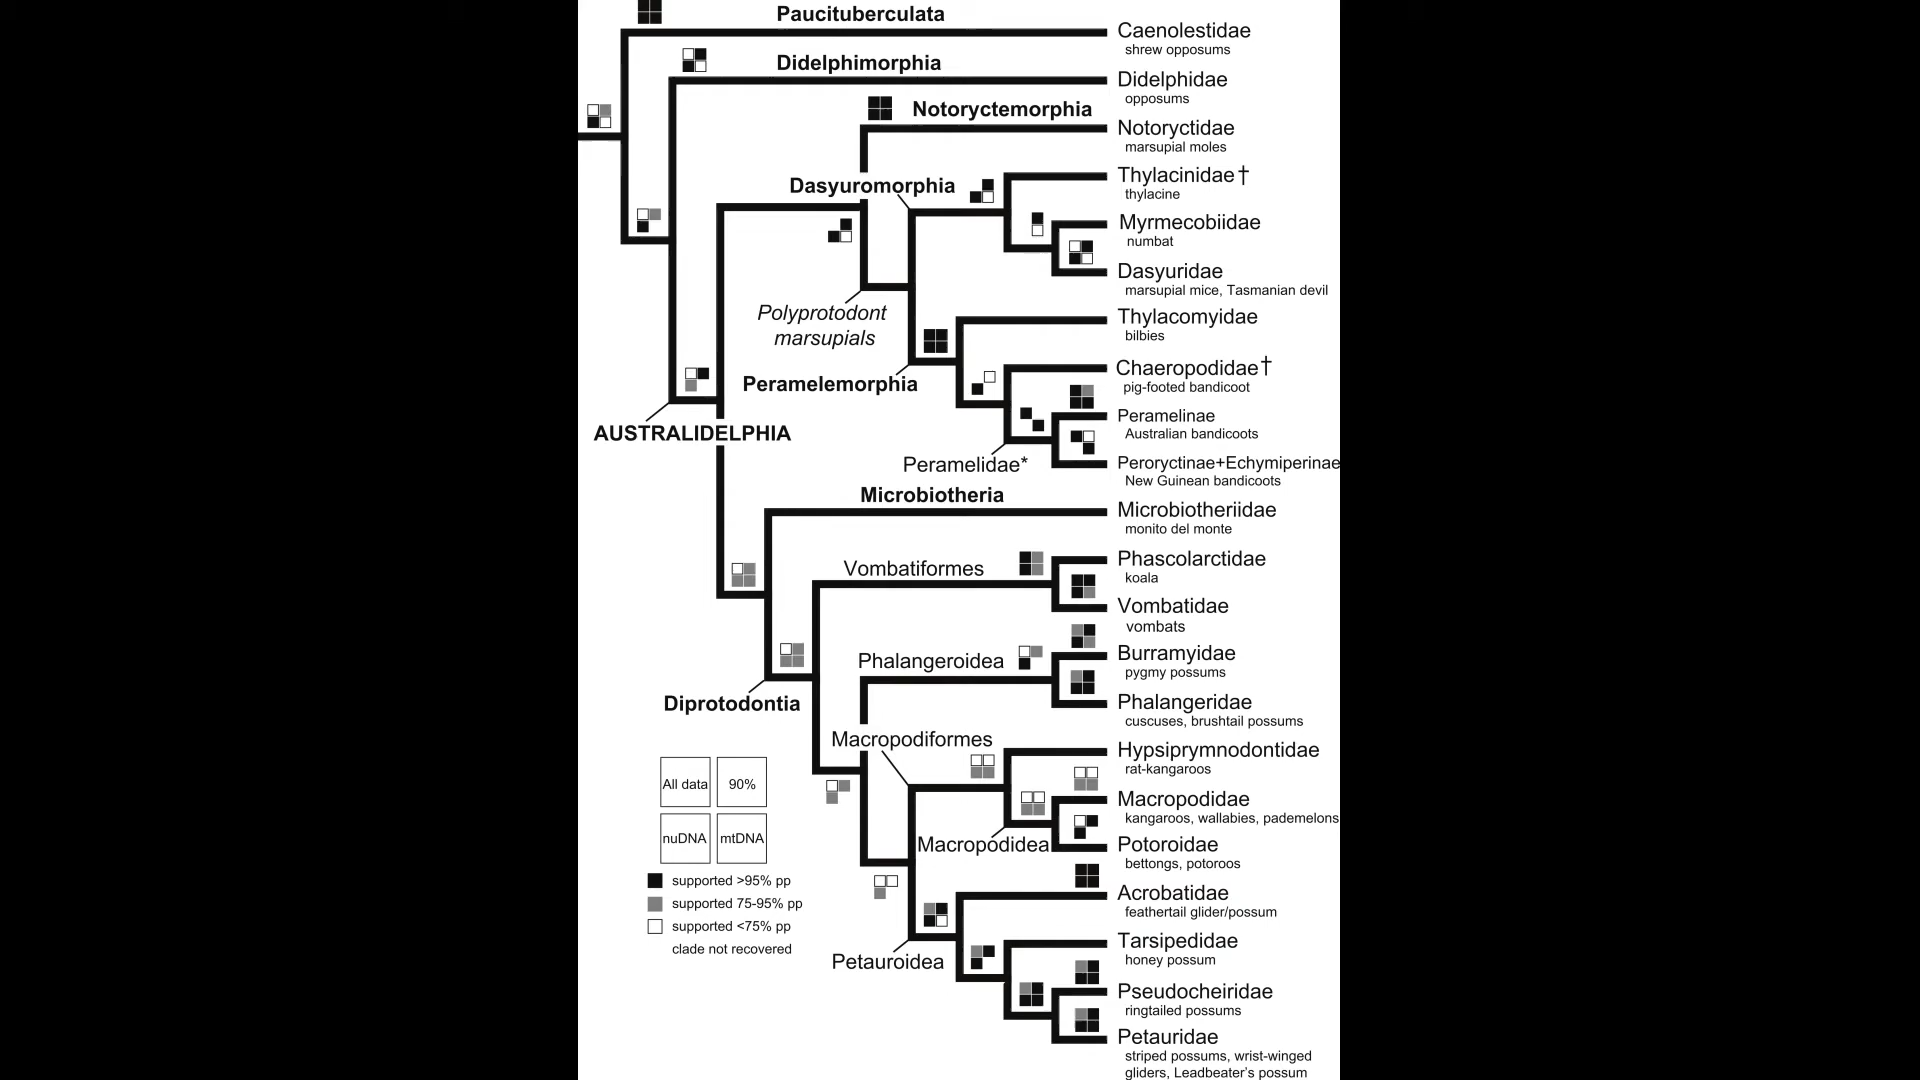 Paucituberculata
Caenolestidae
shrew opposums
Didelphimorphia
Didelphidae
opposums
Notoryctemorphia
Notoryctidae
marsupial moles
Thylacinidae†
Dasyuromorphia
thylacine
Myrmecobiidae
numbat
Dasyuridae
marsupial mice, Tasmanian devil
Polyprotodont
marsupials
Thylacomyidae
bilbies
Chaeropodidae†
Peramelemorphia
pig-footed bandicoot
Peramelinae
AUSTRALIDELPHIA
Australian bandicoots
Peramelidae*
Peroryctinae+Echymiperinae
New Guinean bandicoots
Microbiotheria
Microbiotheriidae
monito del monte
Vombatiformes
Phascolarctidae
koala
Vombatidae
vombats
Phalangeroidea
Burramyidae
pygmy possums
Diprotodontia
Phalangeridae
cuscuses, brushtail possums
Macropodiformes
Hypsiprymnodontidae
rat-kangaroos
All data
90%
Macropodidae
kangaroos, wallabies, pademelons
nuDNA
mtDNA
Macropodidea
Potoroidae
bettongs, potoroos
supported >95% pp
supported 75-95% pp
supported <75% pp
clade not recovered
Acrobatidae
feathertail glider/possum
Petauroidea
Tarsipedidae
honey possum
Pseudocheiridae
ringtailed possums
Petauridae
striped possums, wrist-winged
gliders, Leadbeater's possum